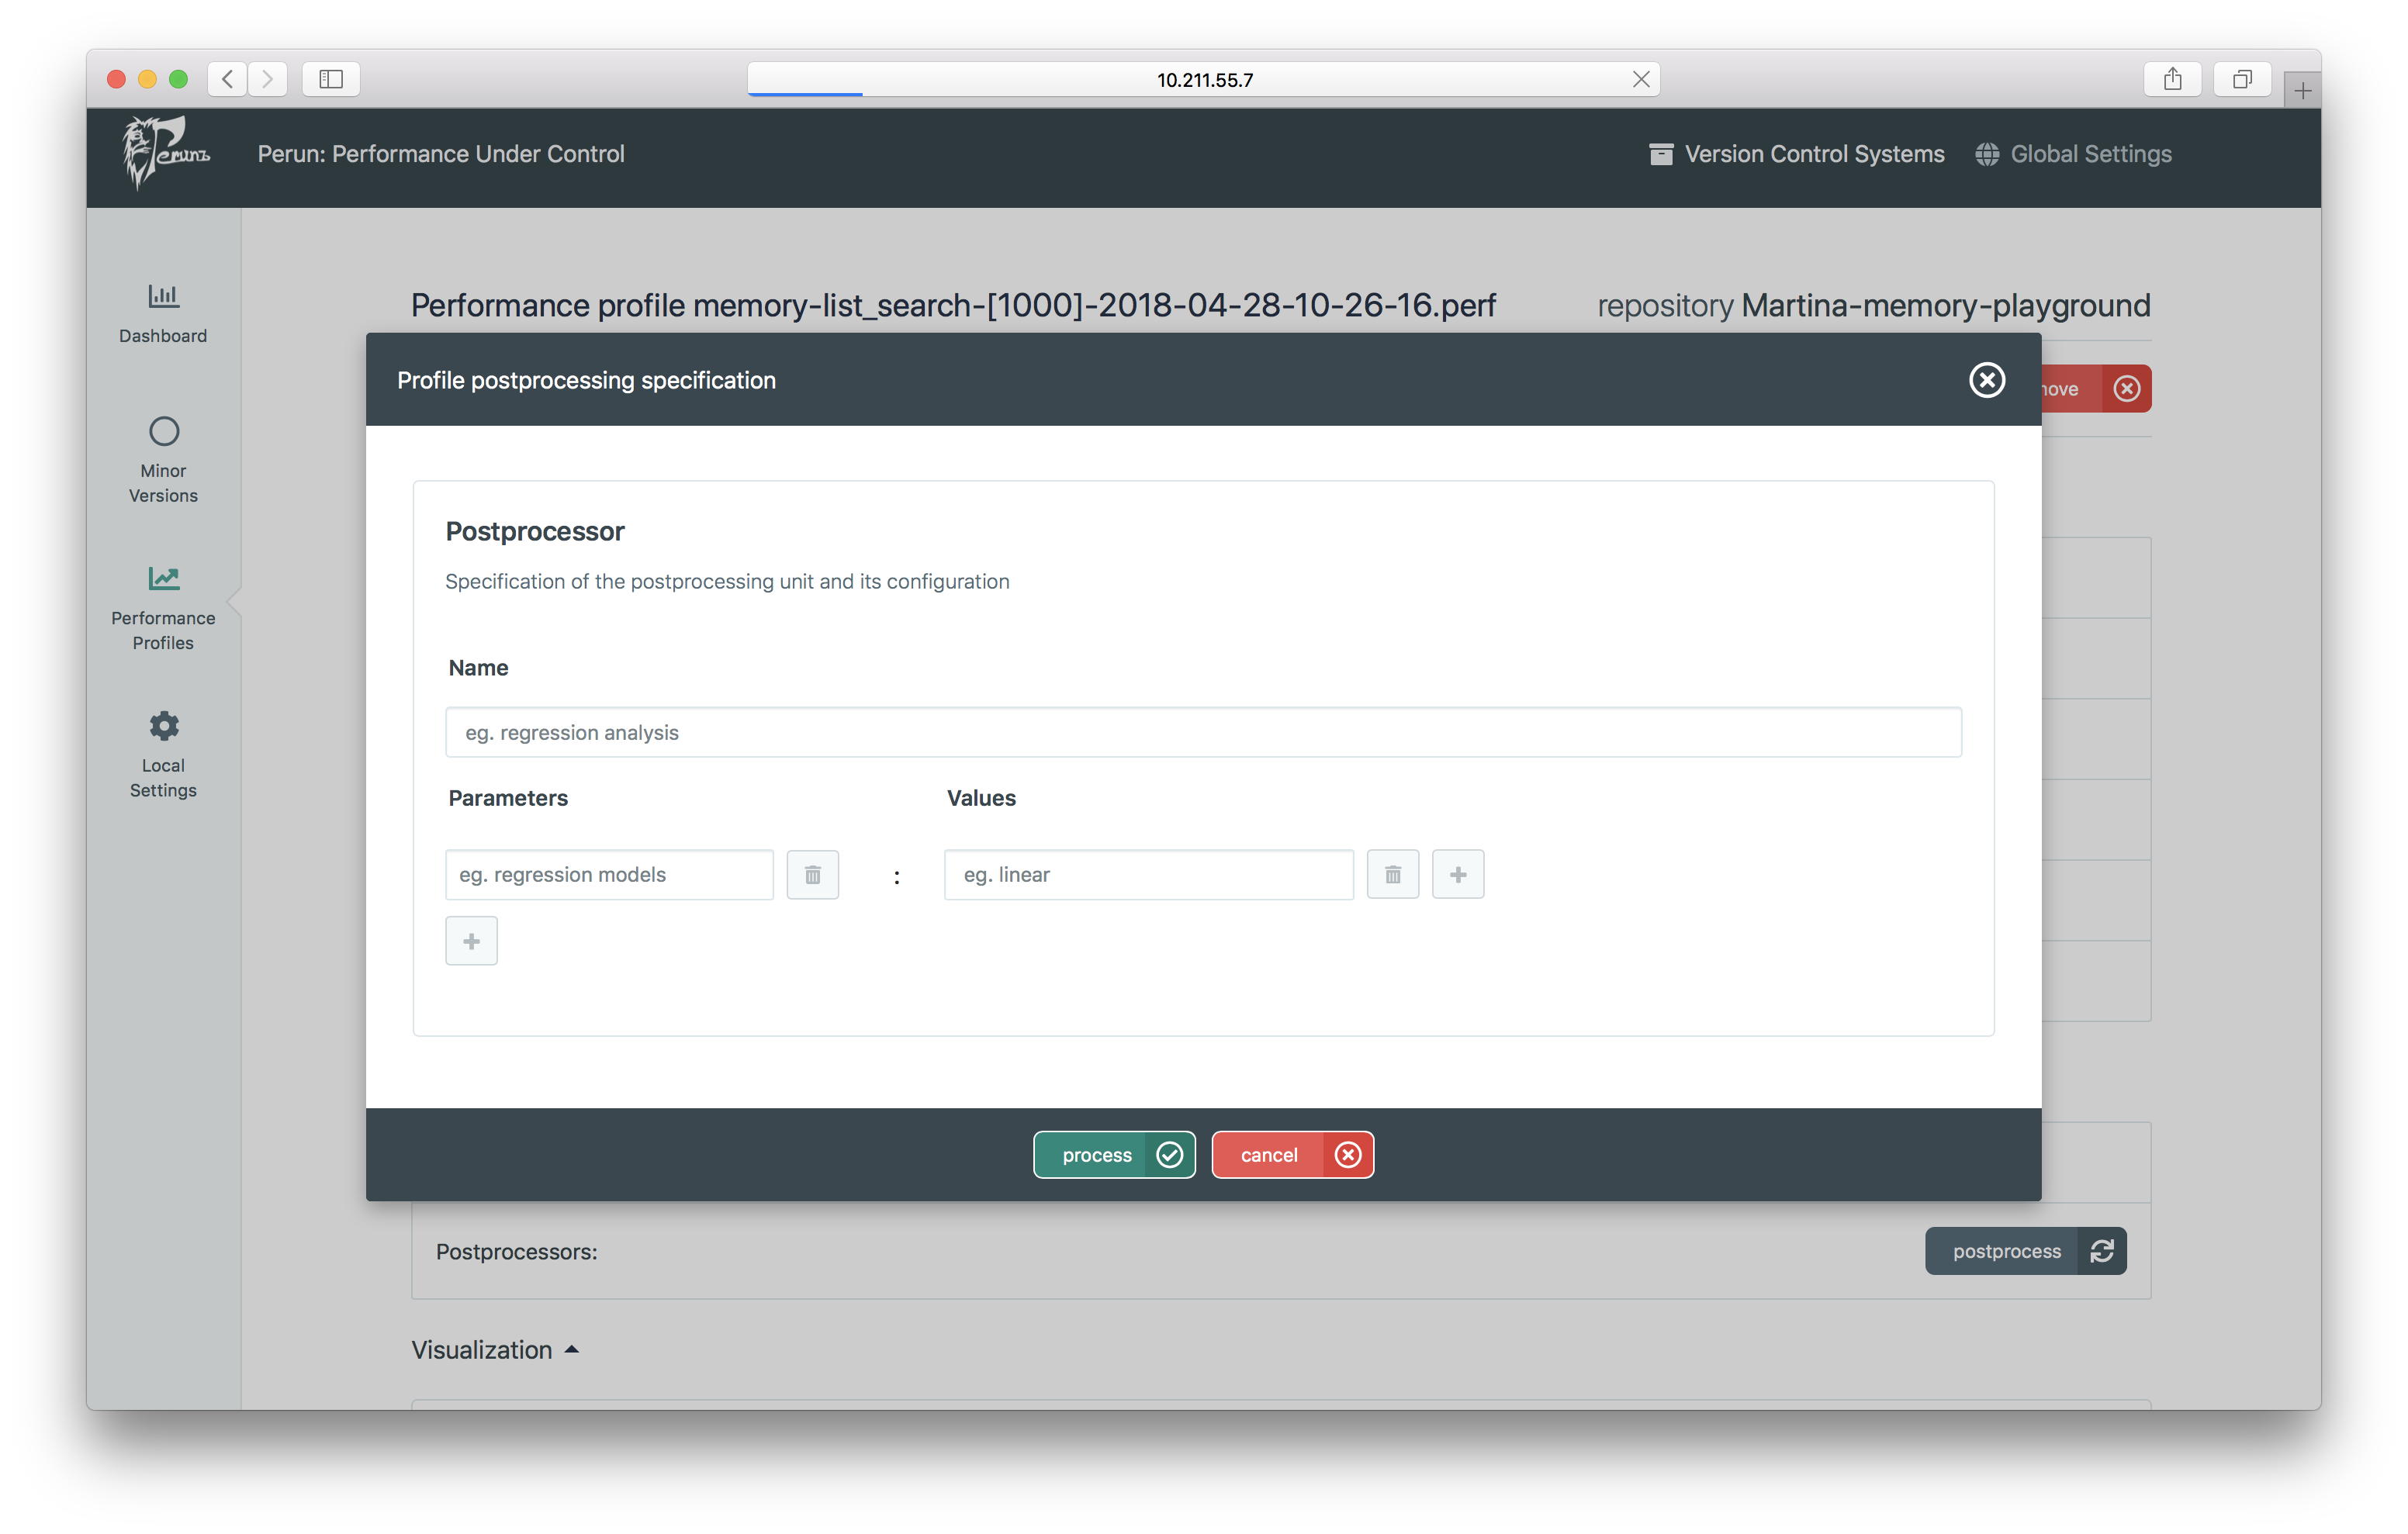 10.211.55.7
Perun
Perun: Performance Under Control
Version Control Systems
Global Settings
Dashboard
Minor
Versions
Performance
Profiles
Local
Settings
Performance profile memory-list_search-[1000]-2018-04-28-10-26-16.perf
repository Martina-memory-playground
Profile postprocessing specification
Postprocessor
Specification of the postprocessing unit and its configuration
Name
eg. regression analysis
Parameters
Values
eg. regression models
:
eg. linear
process
cancel
Postprocessors:
postprocess
Visualization